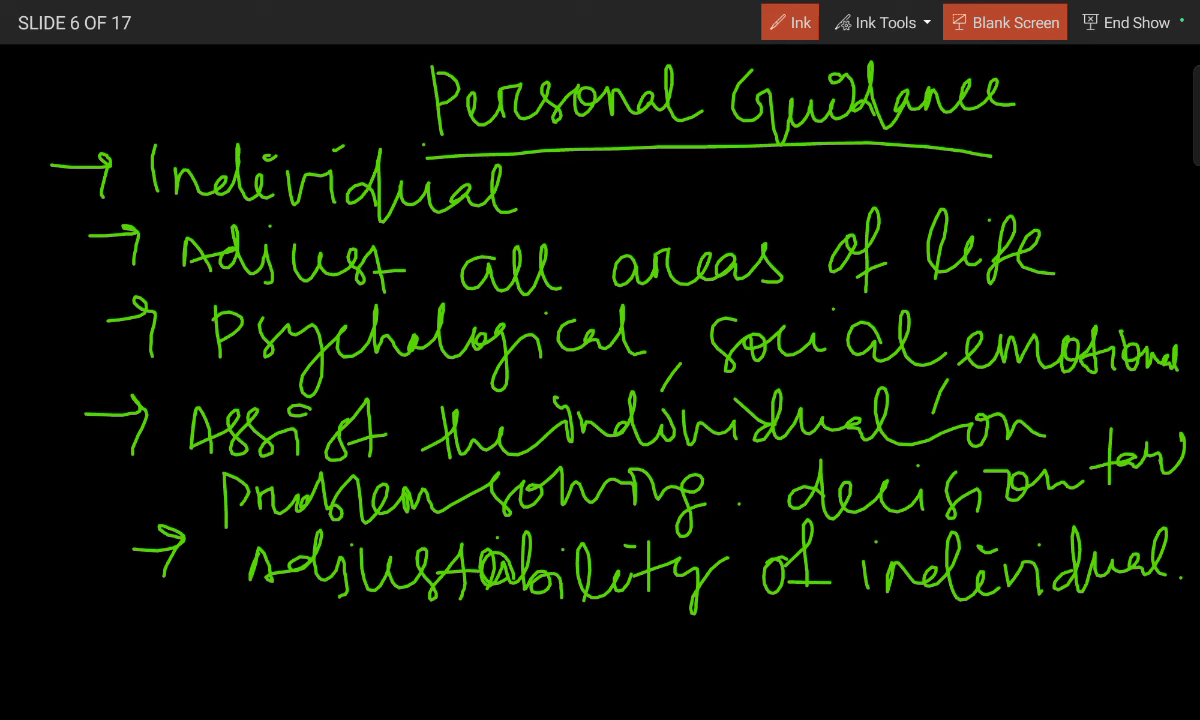 SLIDE 6 OF 17 Ink Ink Tools Blank Screen End Show
Personal Guidance
→ Individual
→ Adjust all areas of life
→ Psychological, social emotional
→ Assist the individual in
problem solving. decision
→ Adjustability of individual.